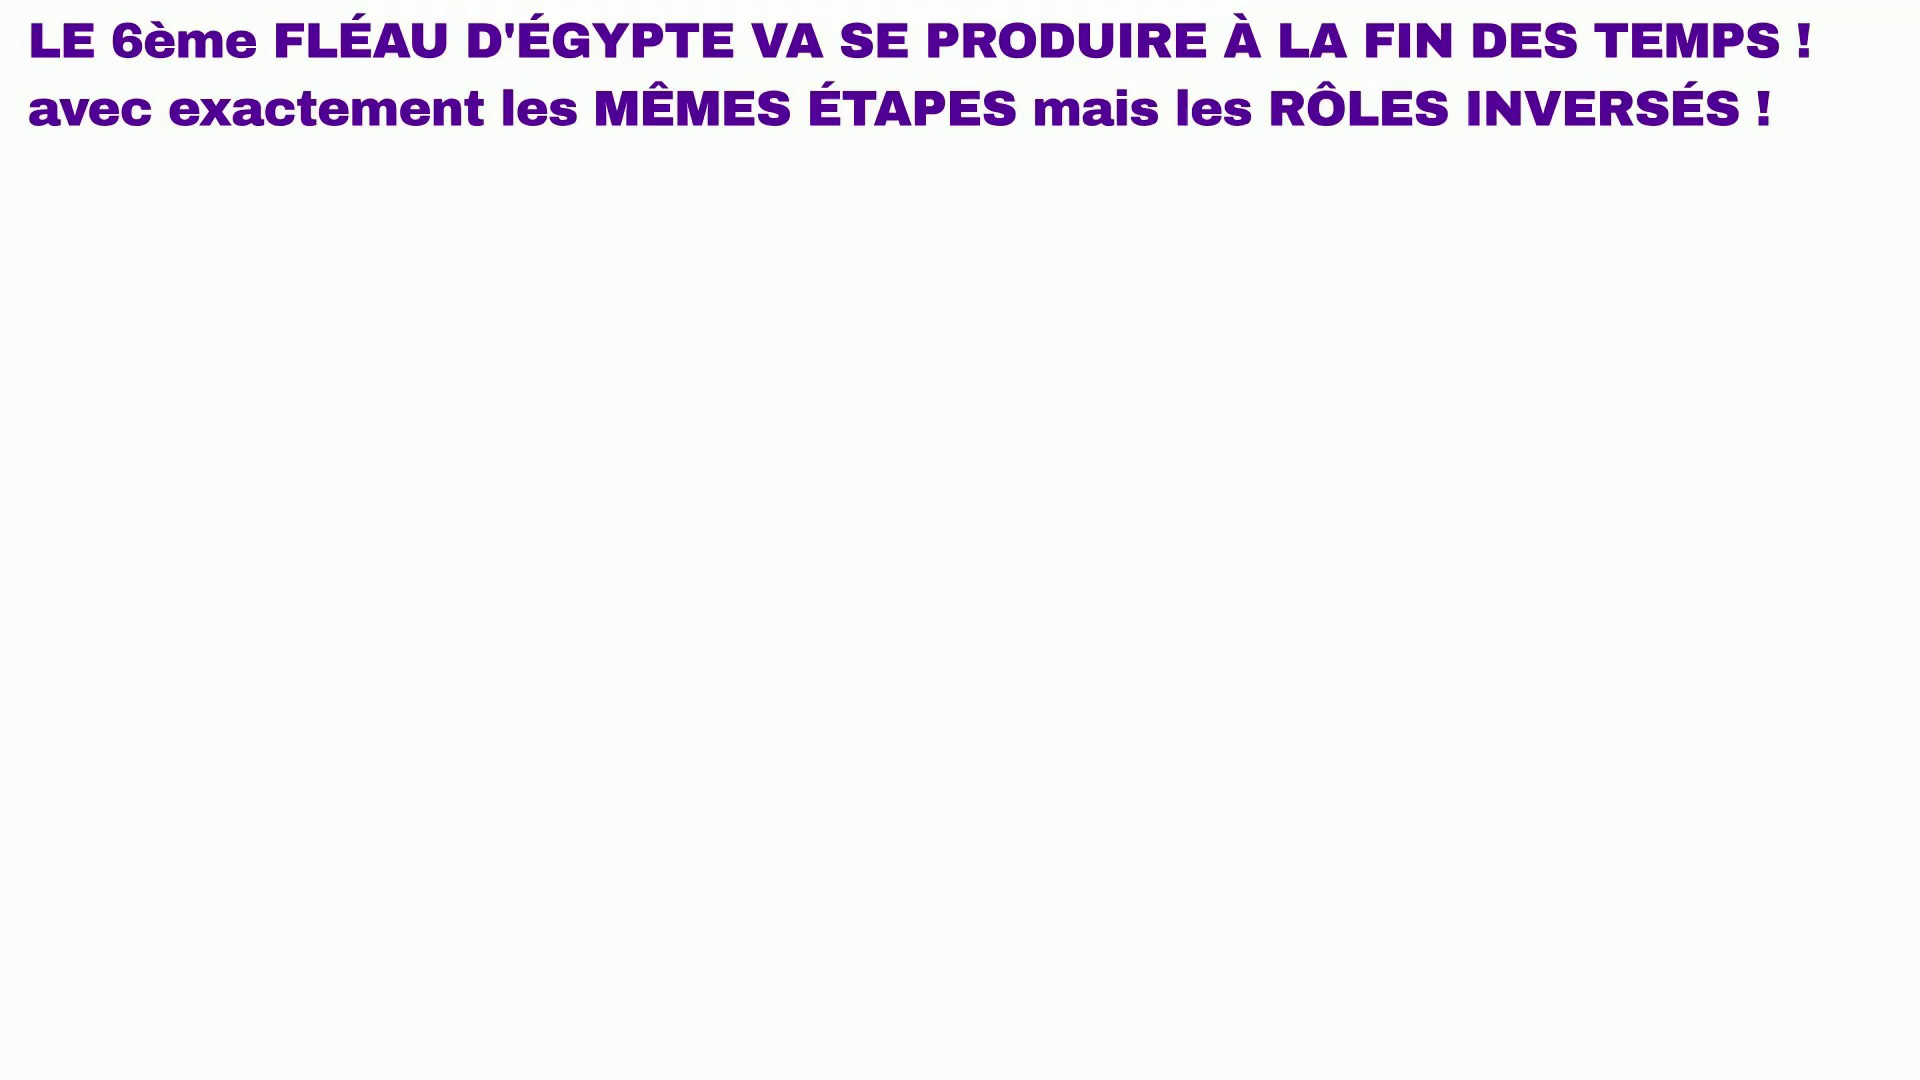 LE 6ème FLÉAU D'ÉGYPTE VA SE PRODUIRE À LA FIN DES TEMPS !
avec exactement les MÊMES ÉTAPES mais les RÔLES INVERSÉS !